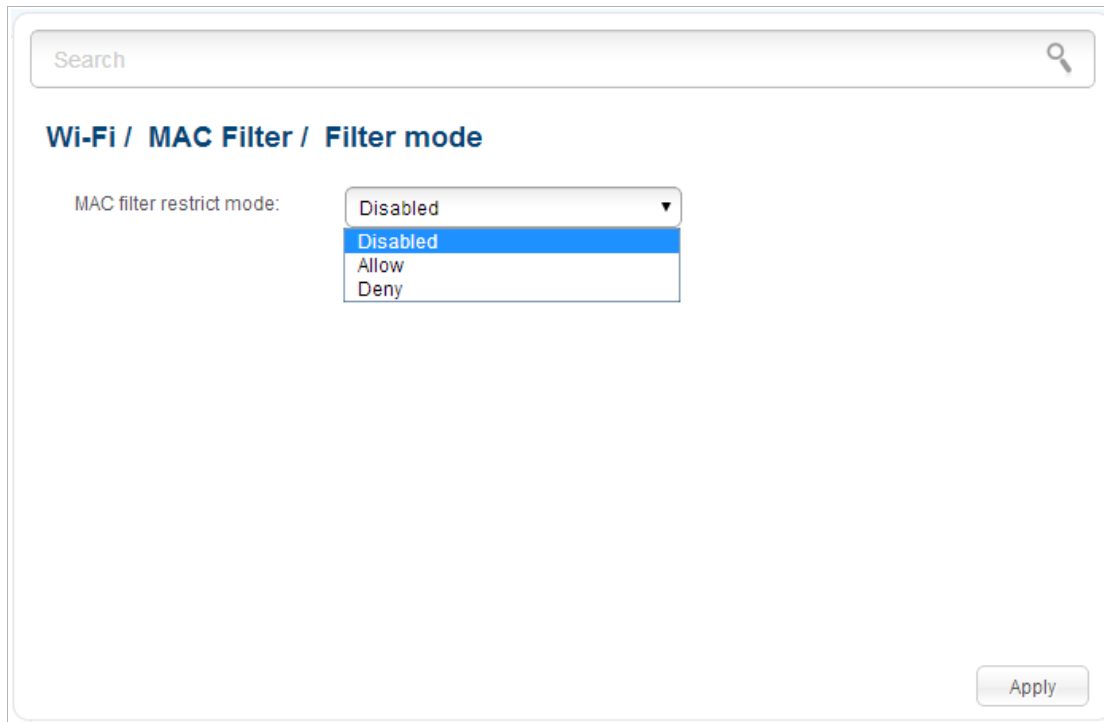 Search
Wi-Fi / MAC Filter / Filter mode
MAC filter restrict mode: Disabled
Disabled
Allow
Deny
Apply